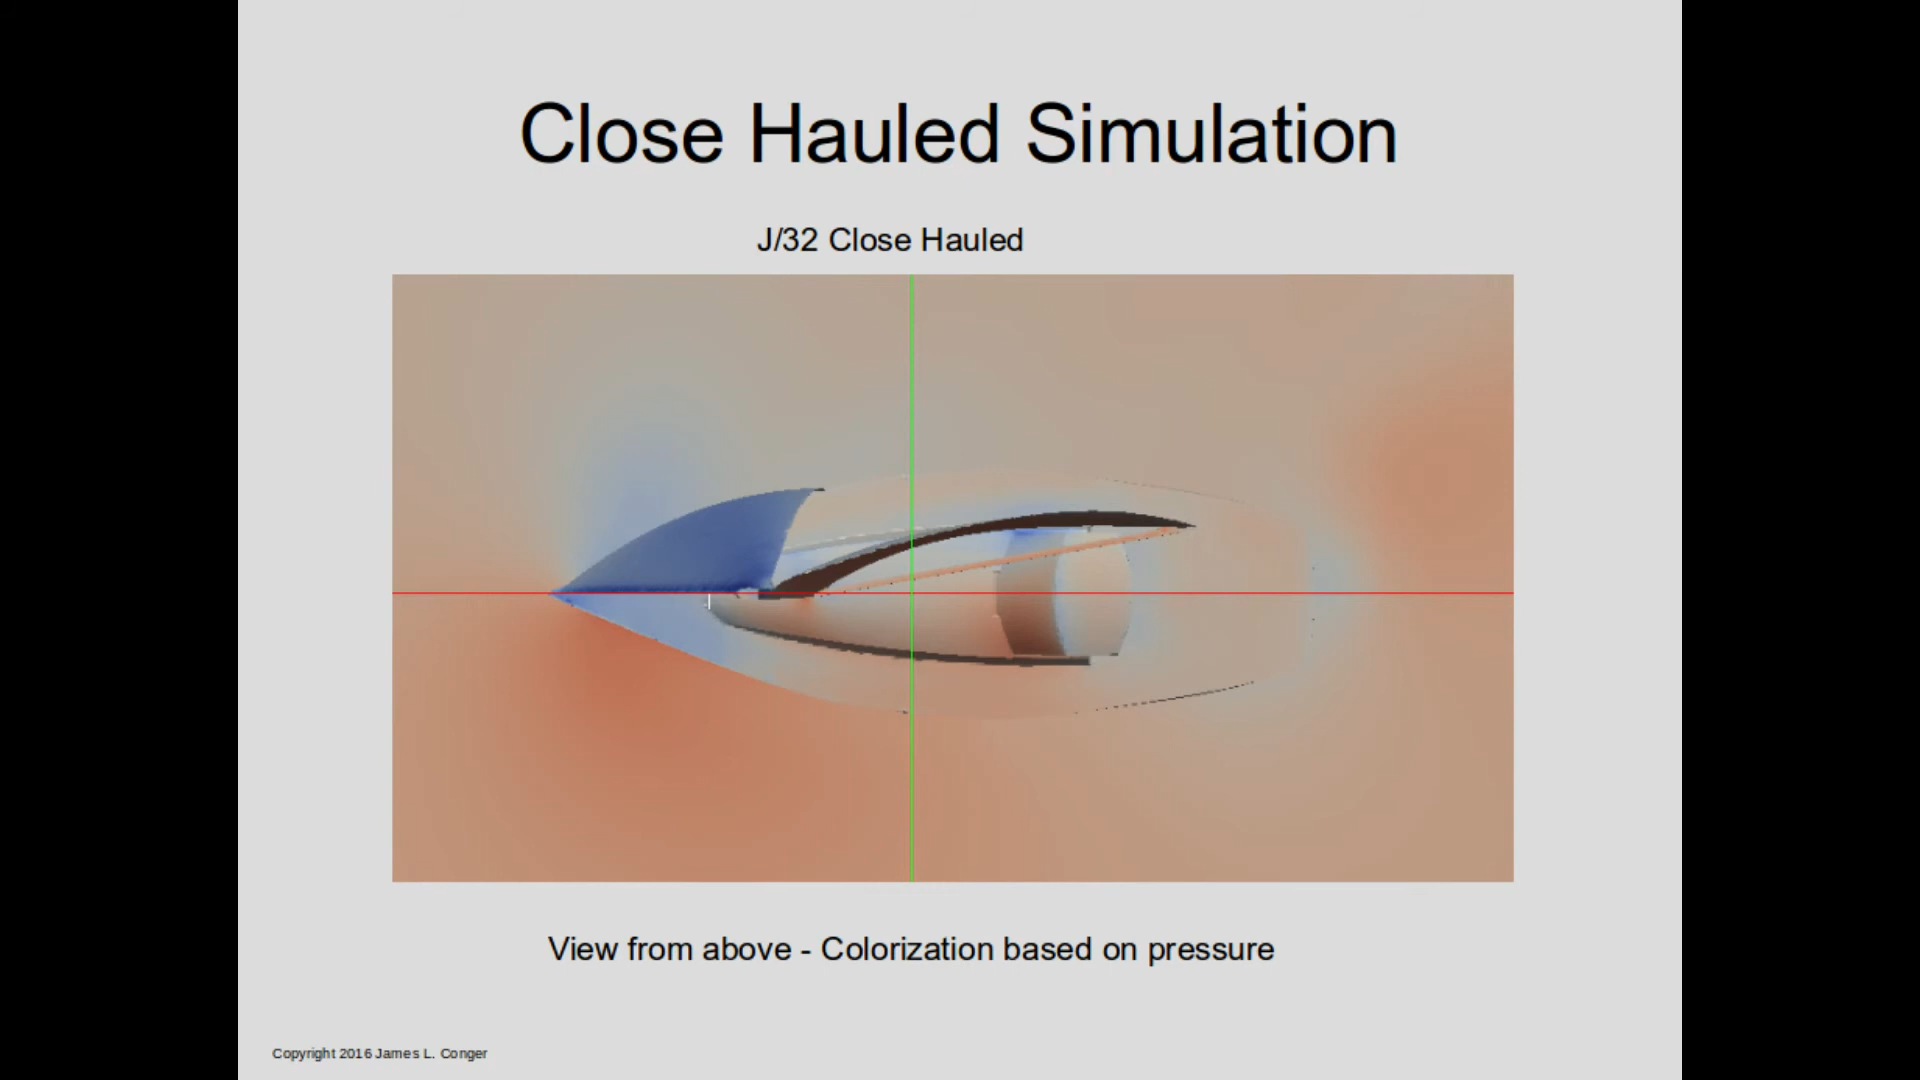 Close Hauled Simulation
J/32 Close Hauled
View from above - Colorization based on pressure
Copyright 2016 James L. Conger